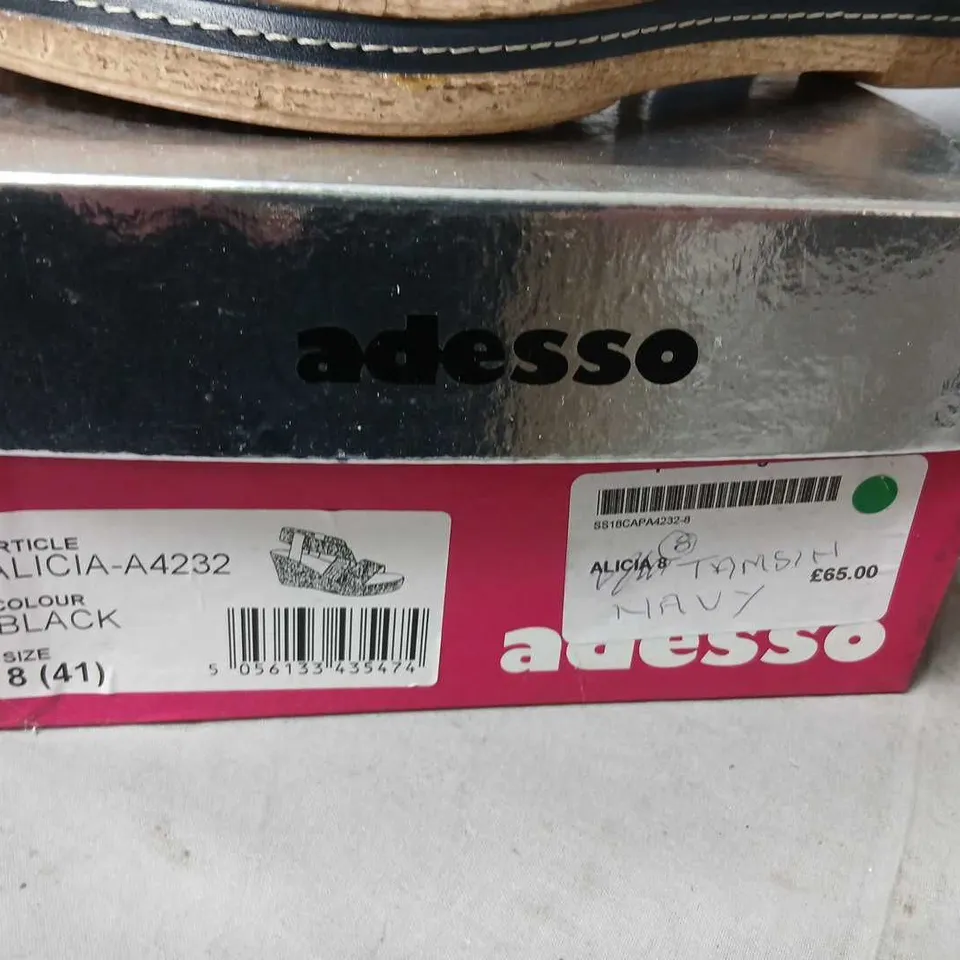 adesso
RTICLE
ALICIA-A4232
COLOUR
BLACK
SIZE
8 (41)
5 056133 435474
SS18CAPA4232-8
8
ALICIA 8
TAMSIN
£65.00
NAVY
adesso